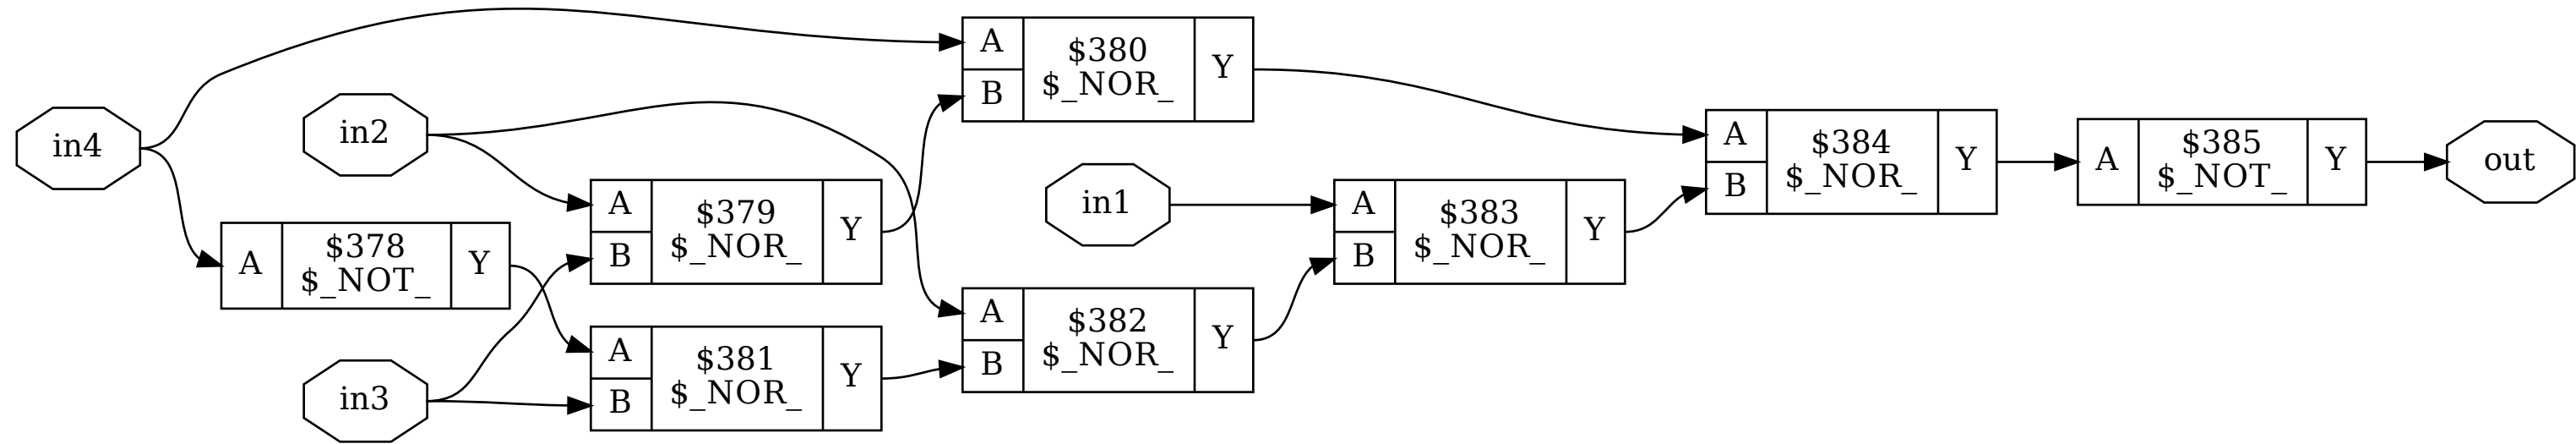 in4
in2
in3
A
$378
$_NOT_
Y
A
B
$379
$_NOR_
Y
A
B
$381
$_NOR_
Y
A
B
$380
$_NOR_
Y
in1
A
B
$382
$_NOR_
Y
A
B
$383
$_NOR_
Y
A
B
$384
$_NOR_
Y
A
$385
$_NOT_
Y
out